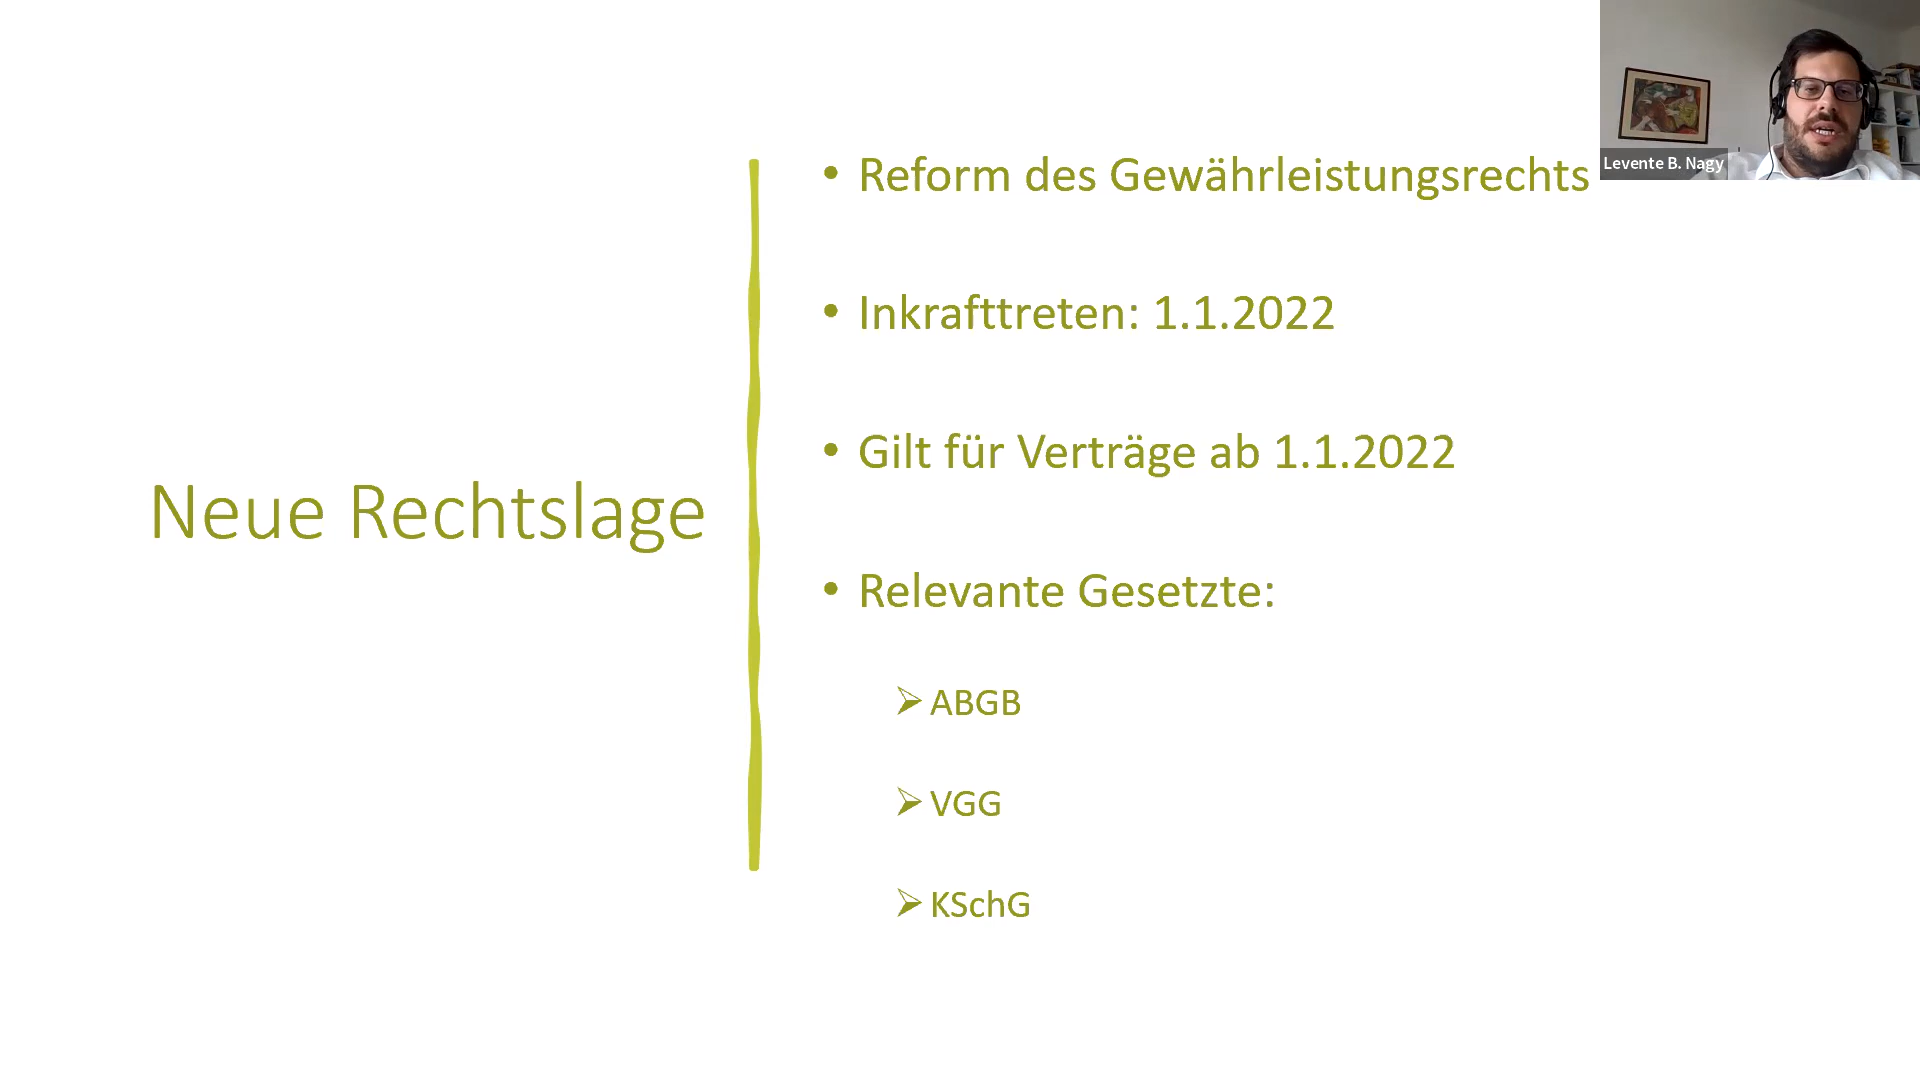 Neue Rechtslage
• Reform des Gewährleistungsrechts
• Inkrafttreten: 1.1.2022
• Gilt für Verträge ab 1.1.2022
• Relevante Gesetzte:
➢ ABGB
➢ VGG
➢ KSchG
Levente B. Nagy